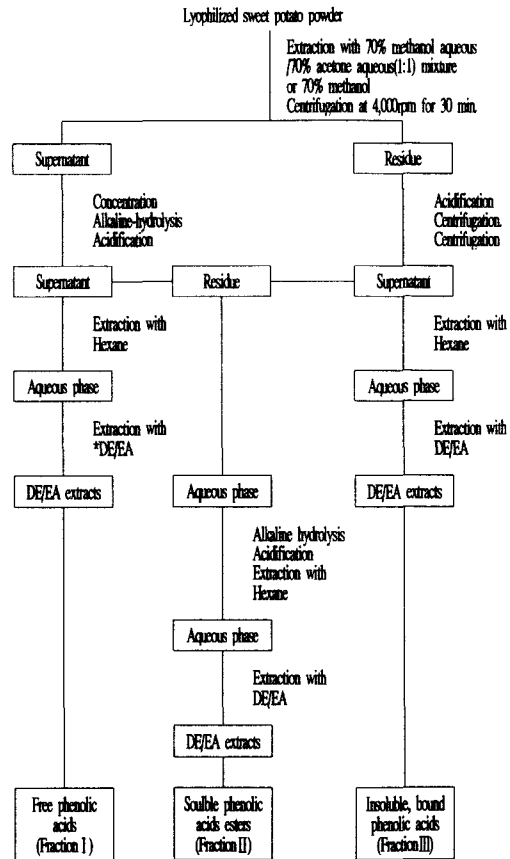 Lyophilized sweet potato powder
Extraction with 70% methanol aqueous
/70% acetone aqueous(1:1) mixture
or 70% methanol
Centrifugation at 4,000rpm for 30 min.
Supernatant
Residue
Concentration
Alkaline-hydrolysis
Acidification
Acidification
Centrifugation.
Centrifugation
Supernatant
Residue
Supernatant
Extraction with
Hexane
Extraction with
Hexane
Aqueous phase
Aqueous phase
Extraction with
*DE/EA
Extraction with
DE/EA
DE/EA extracts
Aqueous phase
DE/EA extracts
Alkaline hydrolysis
Acidification
Extraction with
Hexane
Aqueous phase
Extraction with
DE/EA
DE/EA extracts
Free phenolic
acids
(Fraction I)
Soulble phenolic
acids esters
(Fraction II)
Insoluble, bound
phenolic acids
(Fraction III)